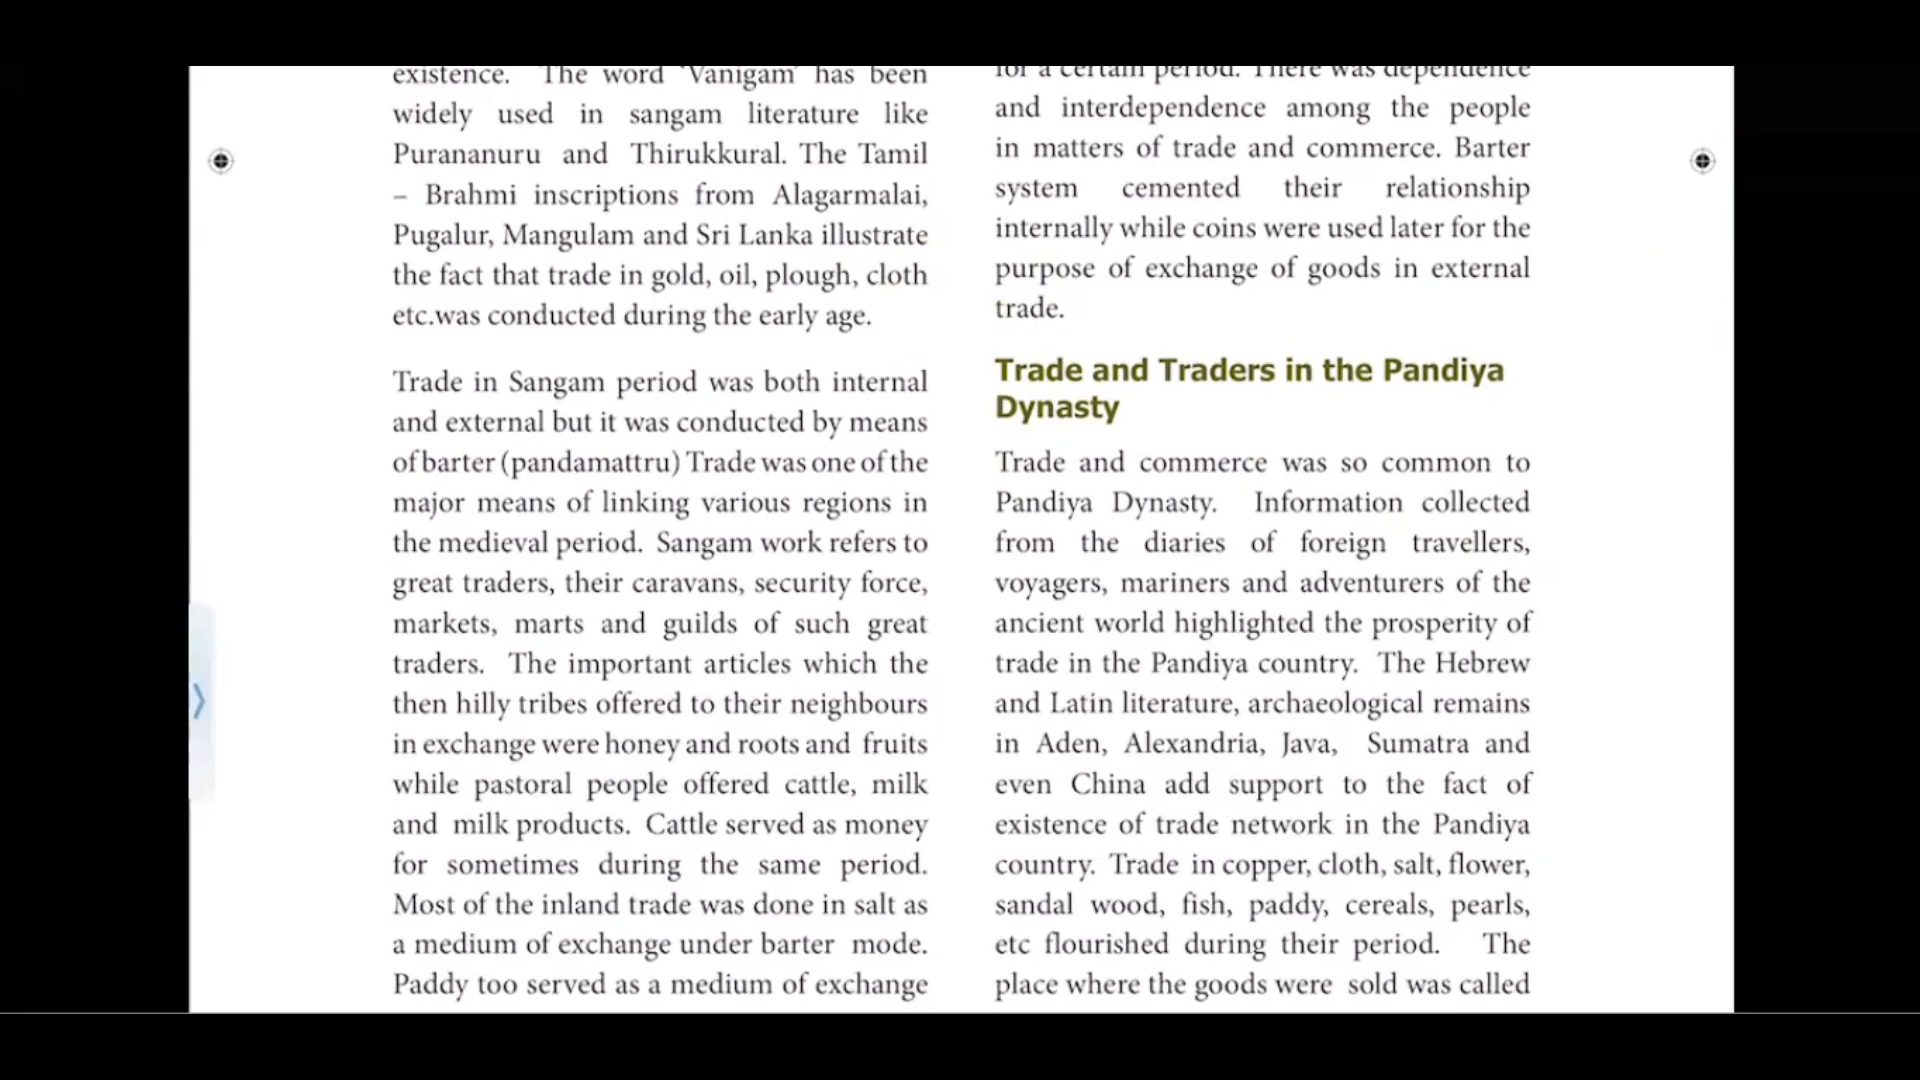 existence. The word 'Vanigam' has been
widely used in sangam literature like
Purananuru and Thirukkural. The Tamil
– Brahmi inscriptions from Alagarmalai,
Pugalur, Mangulam and Sri Lanka illustrate
the fact that trade in gold, oil, plough, cloth
etc.was conducted during the early age.
Trade in Sangam period was both internal
and external but it was conducted by means
of barter (pandamattru) Trade was one of the
major means of linking various regions in
the medieval period. Sangam work refers to
great traders, their caravans, security force,
markets, marts and guilds of such great
traders. The important articles which the
then hilly tribes offered to their neighbours
in exchange were honey and roots and fruits
while pastoral people offered cattle, milk
and milk products. Cattle served as money
for sometimes during the same period.
Most of the inland trade was done in salt as
a medium of exchange under barter mode.
Paddy too served as a medium of exchange
for a certain period. There was dependence
and interdependence among the people
in matters of trade and commerce. Barter
system cemented their relationship
internally while coins were used later for the
purpose of exchange of goods in external
trade.
Trade and Traders in the Pandiya
Dynasty
Trade and commerce was so common to
Pandiya Dynasty. Information collected
from the diaries of foreign travellers,
voyagers, mariners and adventurers of the
ancient world highlighted the prosperity of
trade in the Pandiya country. The Hebrew
and Latin literature, archaeological remains
in Aden, Alexandria, Java, Sumatra and
even China add support to the fact of
existence of trade network in the Pandiya
country. Trade in copper, cloth, salt, flower,
sandal wood, fish, paddy, cereals, pearls,
etc flourished during their period. The
place where the goods were sold was called